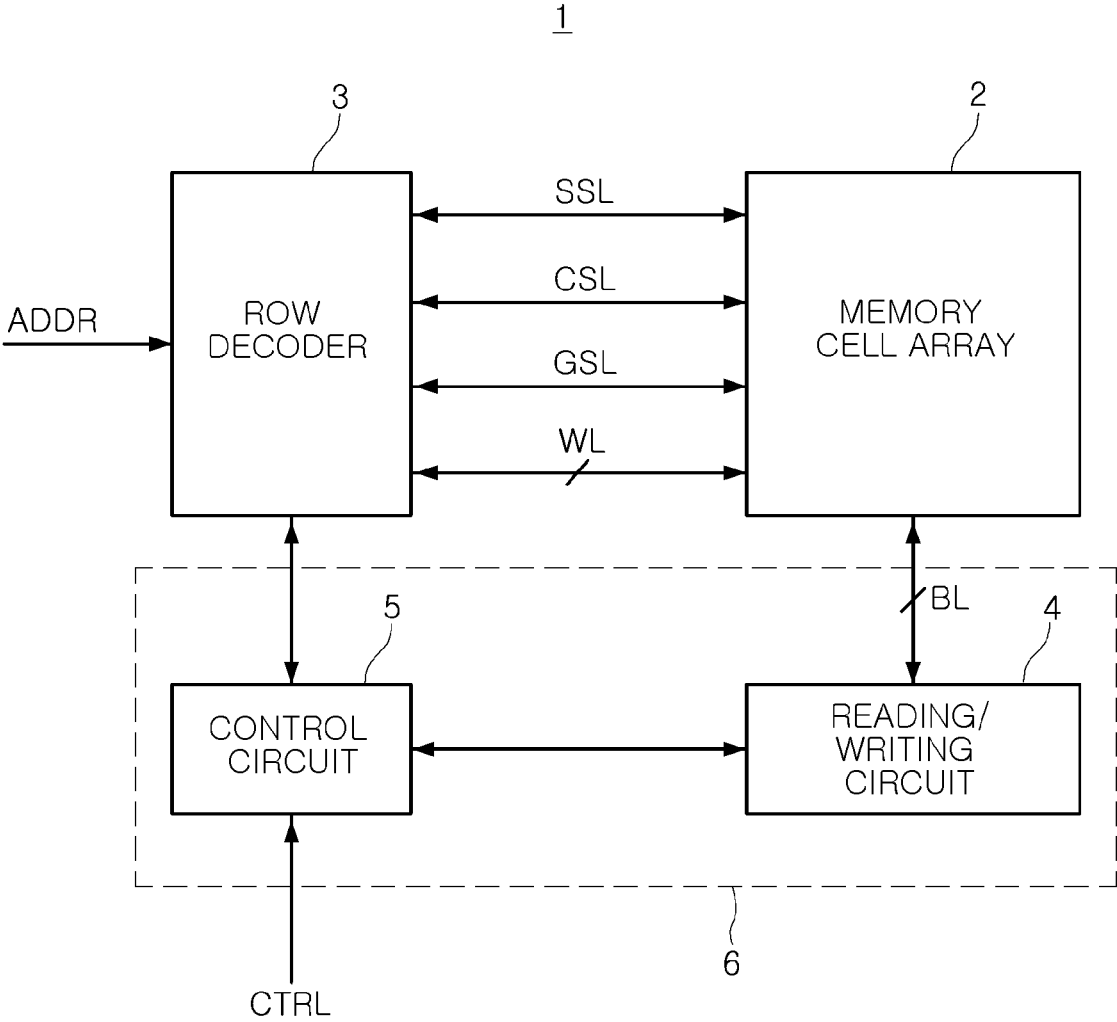 1
3
2
SSL
CSL
ADDR
ROW
DECODER
MEMORY
CELL ARRAY
GSL
WL
BL
5
4
CONTROL
CIRCUIT
READING/
WRITING
CIRCUIT
6
CTRL